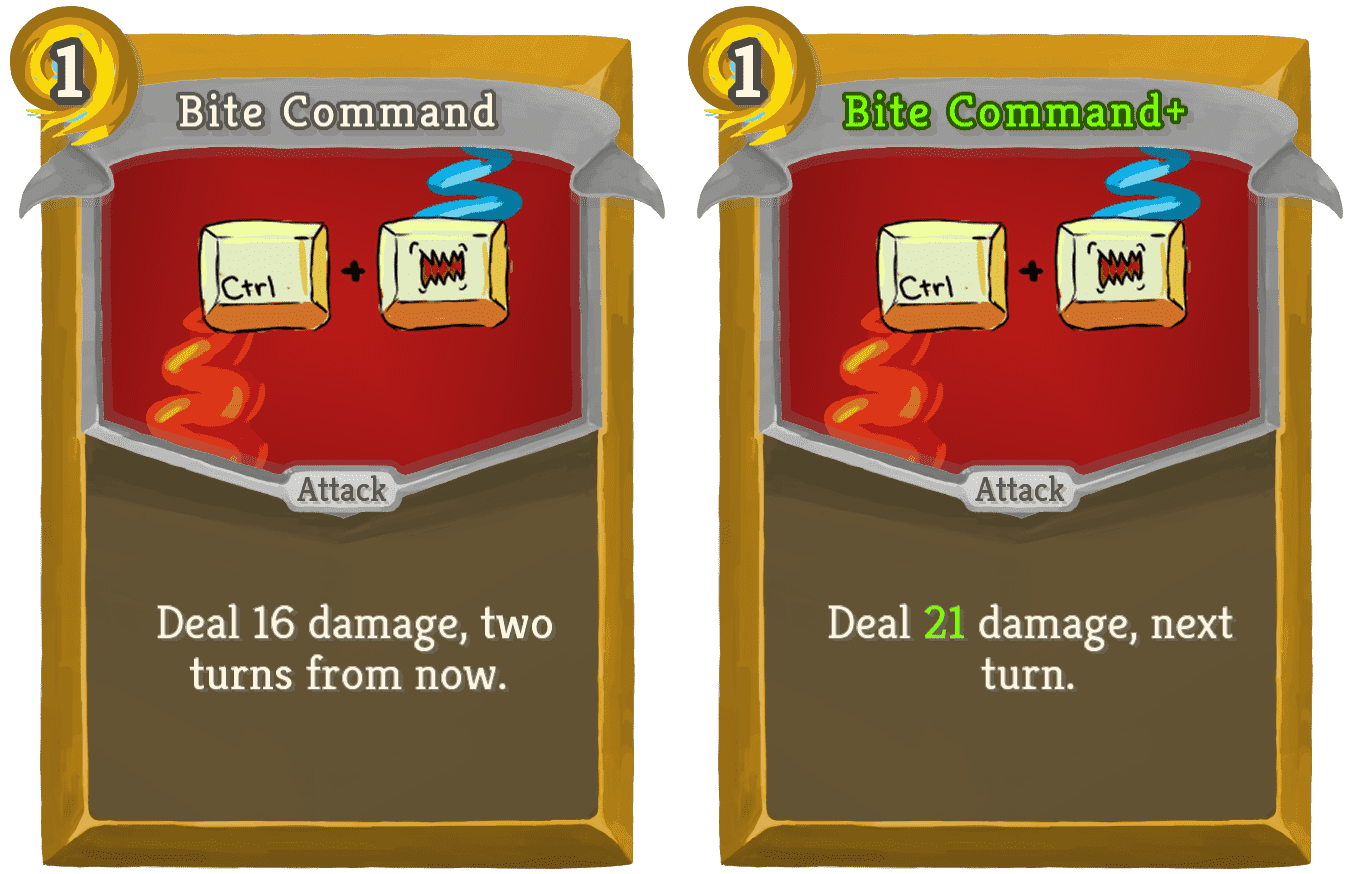 1
Bite Command
Ctrl +
Attack
Deal 16 damage, two
turns from now.
1
Bite Command+
Ctrl +
Attack
Deal 21 damage, next
turn.